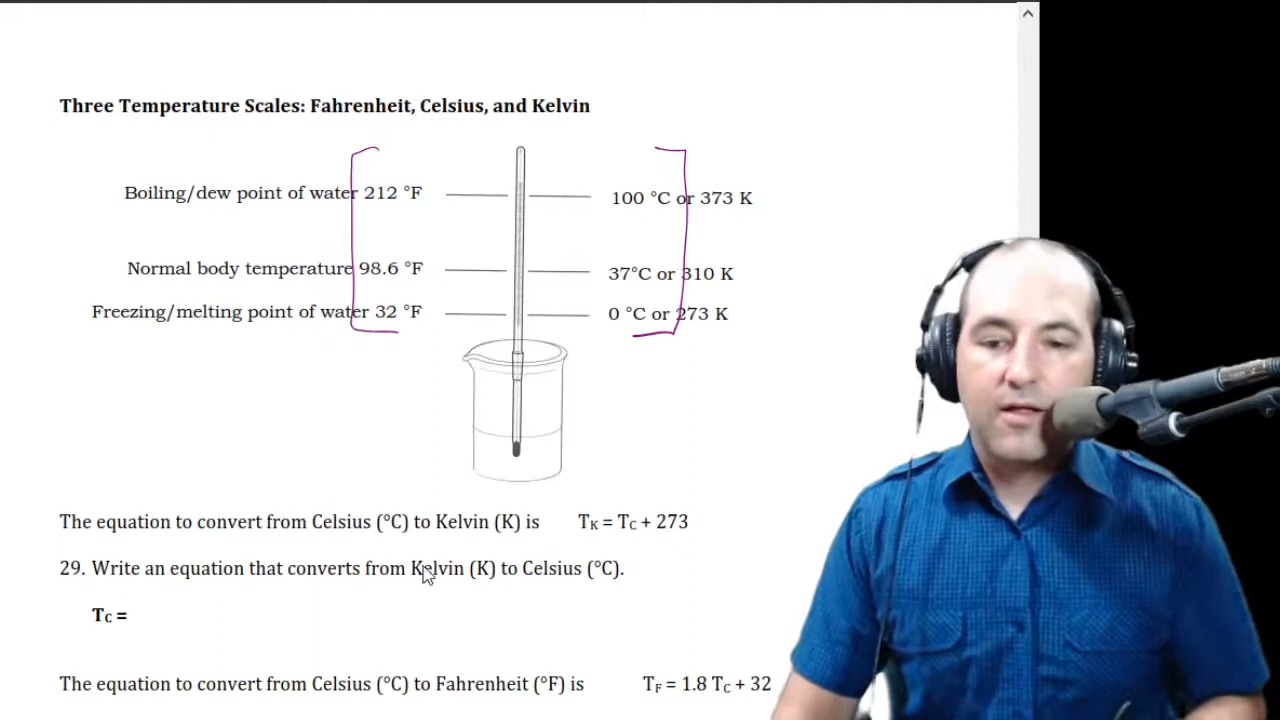 Three Temperature Scales: Fahrenheit, Celsius, and Kelvin
Boiling/dew point of water 212 °F
100 °C or 373 K
Normal body temperature 98.6 °F
37°C or 310 K
Freezing/melting point of water 32 °F
0 °C or 273 K
The equation to convert from Celsius (°C) to Kelvin (K) is TK = TC + 273
29. Write an equation that converts from Kelvin (K) to Celsius (°C).
TC =
The equation to convert from Celsius (°C) to Fahrenheit (°F) is TF = 1.8 TC + 32